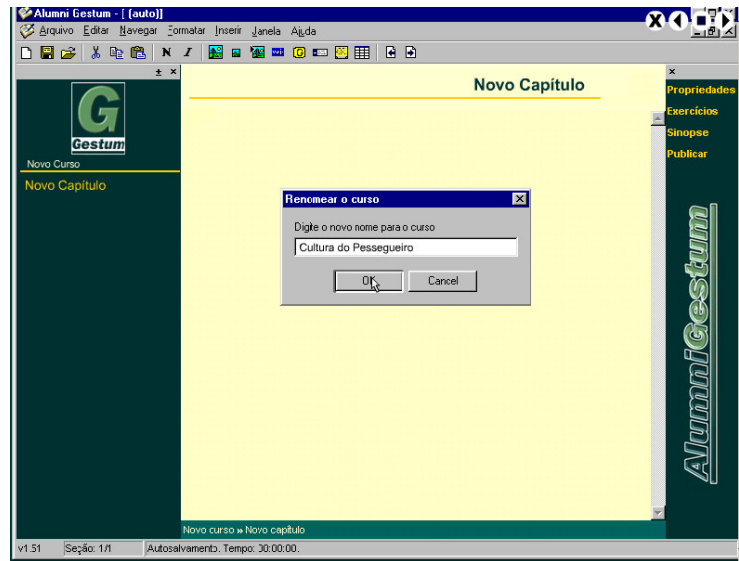 Alumni Gestum - [ (auto)]
Arquivo Editar Navegar Formatar Inserir Janela Ajuda
N I
Novo Capítulo
G
Gestum
Novo Curso
Novo Capítulo
Renomear o curso
Digite o novo nome para o curso
Cultura do Pessegueiro
OK Cancel
Propriedades
Exercícios
Sinopse
Publicar
AlumniGestum
Novo curso » Novo capítulo
v1.51 Seção: 1/1 Autosalvamento. Tempo: 00:00:00.